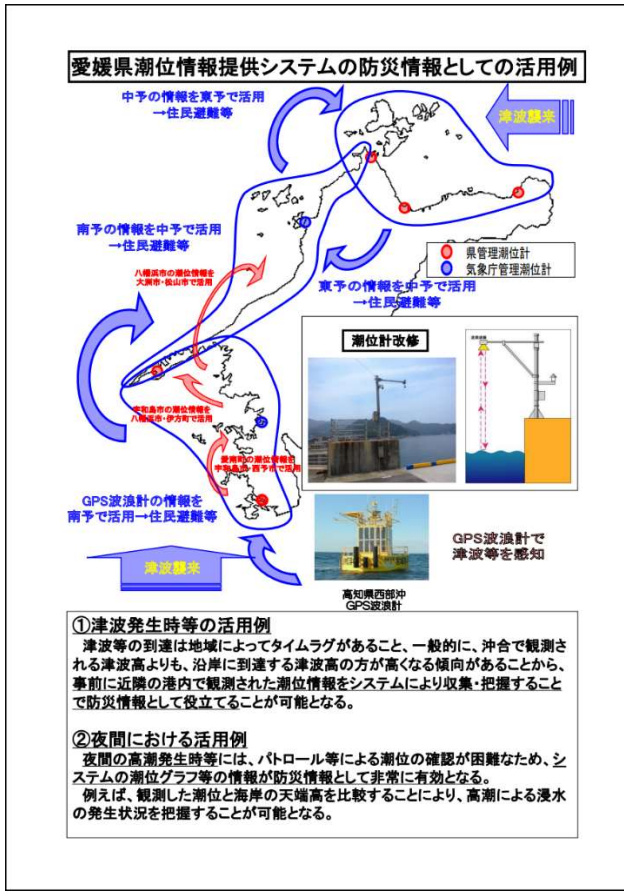 愛媛県潮位情報提供システムの防災情報としての活用例
中予の情報を東予で活用
→住民避難等
津波襲来
南予の情報を中予で活用
→住民避難等
八幡浜市の潮位情報を
大洲市・松山市で活用
県管理潮位計
気象庁管理潮位計
東予の情報を中予で活用
→住民避難等
潮位計改修
宇和島市の潮位情報を
八幡浜市・伊方町で活用
愛南町の潮位情報を
宇和島市・西予市で活用
GPS波浪計の情報を
南予で活用→住民避難等
津波襲来
GPS波浪計で
津波等を感知
高知県西部沖
GPS波浪計
①津波発生時等の活用例
津波等の到達は地域によってタイムラグがあること、一般的に、沖合で観測さ
れる津波高よりも、沿岸に到達する津波高の方が高くなる傾向があることから、
事前に近隣の港内で観測された潮位情報をシステムにより収集・把握すること
で防災情報として役立てることが可能となる。
②夜間における活用例
夜間の高潮発生時等には、パトロール等による潮位の確認が困難なため、シ
ステムの潮位グラフ等の情報が防災情報として非常に有効となる。
例えば、観測した潮位と海岸の天端高を比較することにより、高潮による浸水
の発生状況を把握することが可能となる。